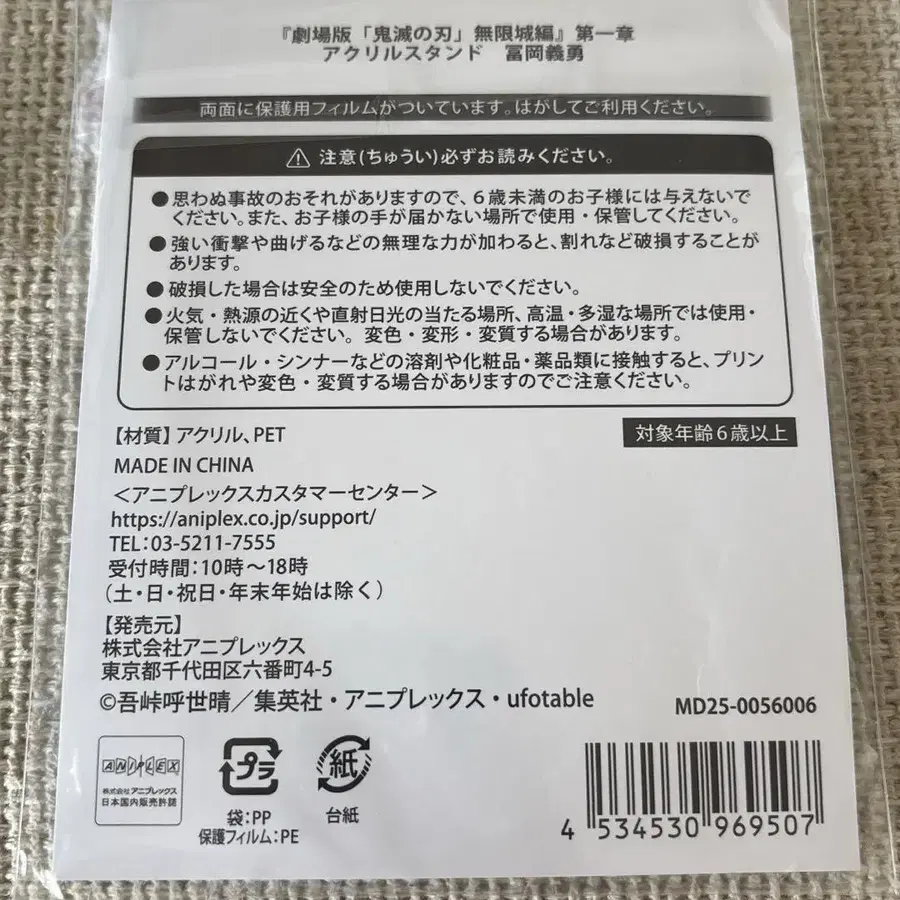 『劇場版「鬼滅の刃」無限城編』第一章
アクリルスタンド　冨岡義勇
両面に保護用フィルムがついています。はがしてご利用ください。
注意(ちゅうい)必ずお読みください。
●思わぬ事故のおそれがありますので、6歳未満のお子様には与えないで
ください。また、お子様の手が届かない場所で使用・保管してください。
●強い衝撃や曲げるなどの無理な力が加わると、割れなど破損することが
あります。
●破損した場合は安全のため使用しないでください。
●火気・熱源の近くや直射日光の当たる場所、高温・多湿な場所では使用・
保管しないでください。変色・変形・変質する場合があります。
●アルコール・シンナーなどの溶剤や化粧品・薬品類に接触すると、プリン
トはがれや変色・変質する場合がありますのでご注意ください。
【材質】アクリル、PET
対象年齢6歳以上
MADE IN CHINA
＜アニプレックスカスタマーセンター＞
https://aniplex.co.jp/support/
TEL:03-5211-7555
受付時間:10時～18時
(土・日・祝日・年末年始は除く)
【発売元】
株式会社アニプレックス
東京都千代田区六番町4-5
©吾峠呼世晴／集英社・アニプレックス・ufotable
MD25-0056006
ANIPLEX
株式会社アニプレックス
日本国内販売許諾
プラ
袋:PP
保護フィルム:PE
紙
台紙
4 534530 969507